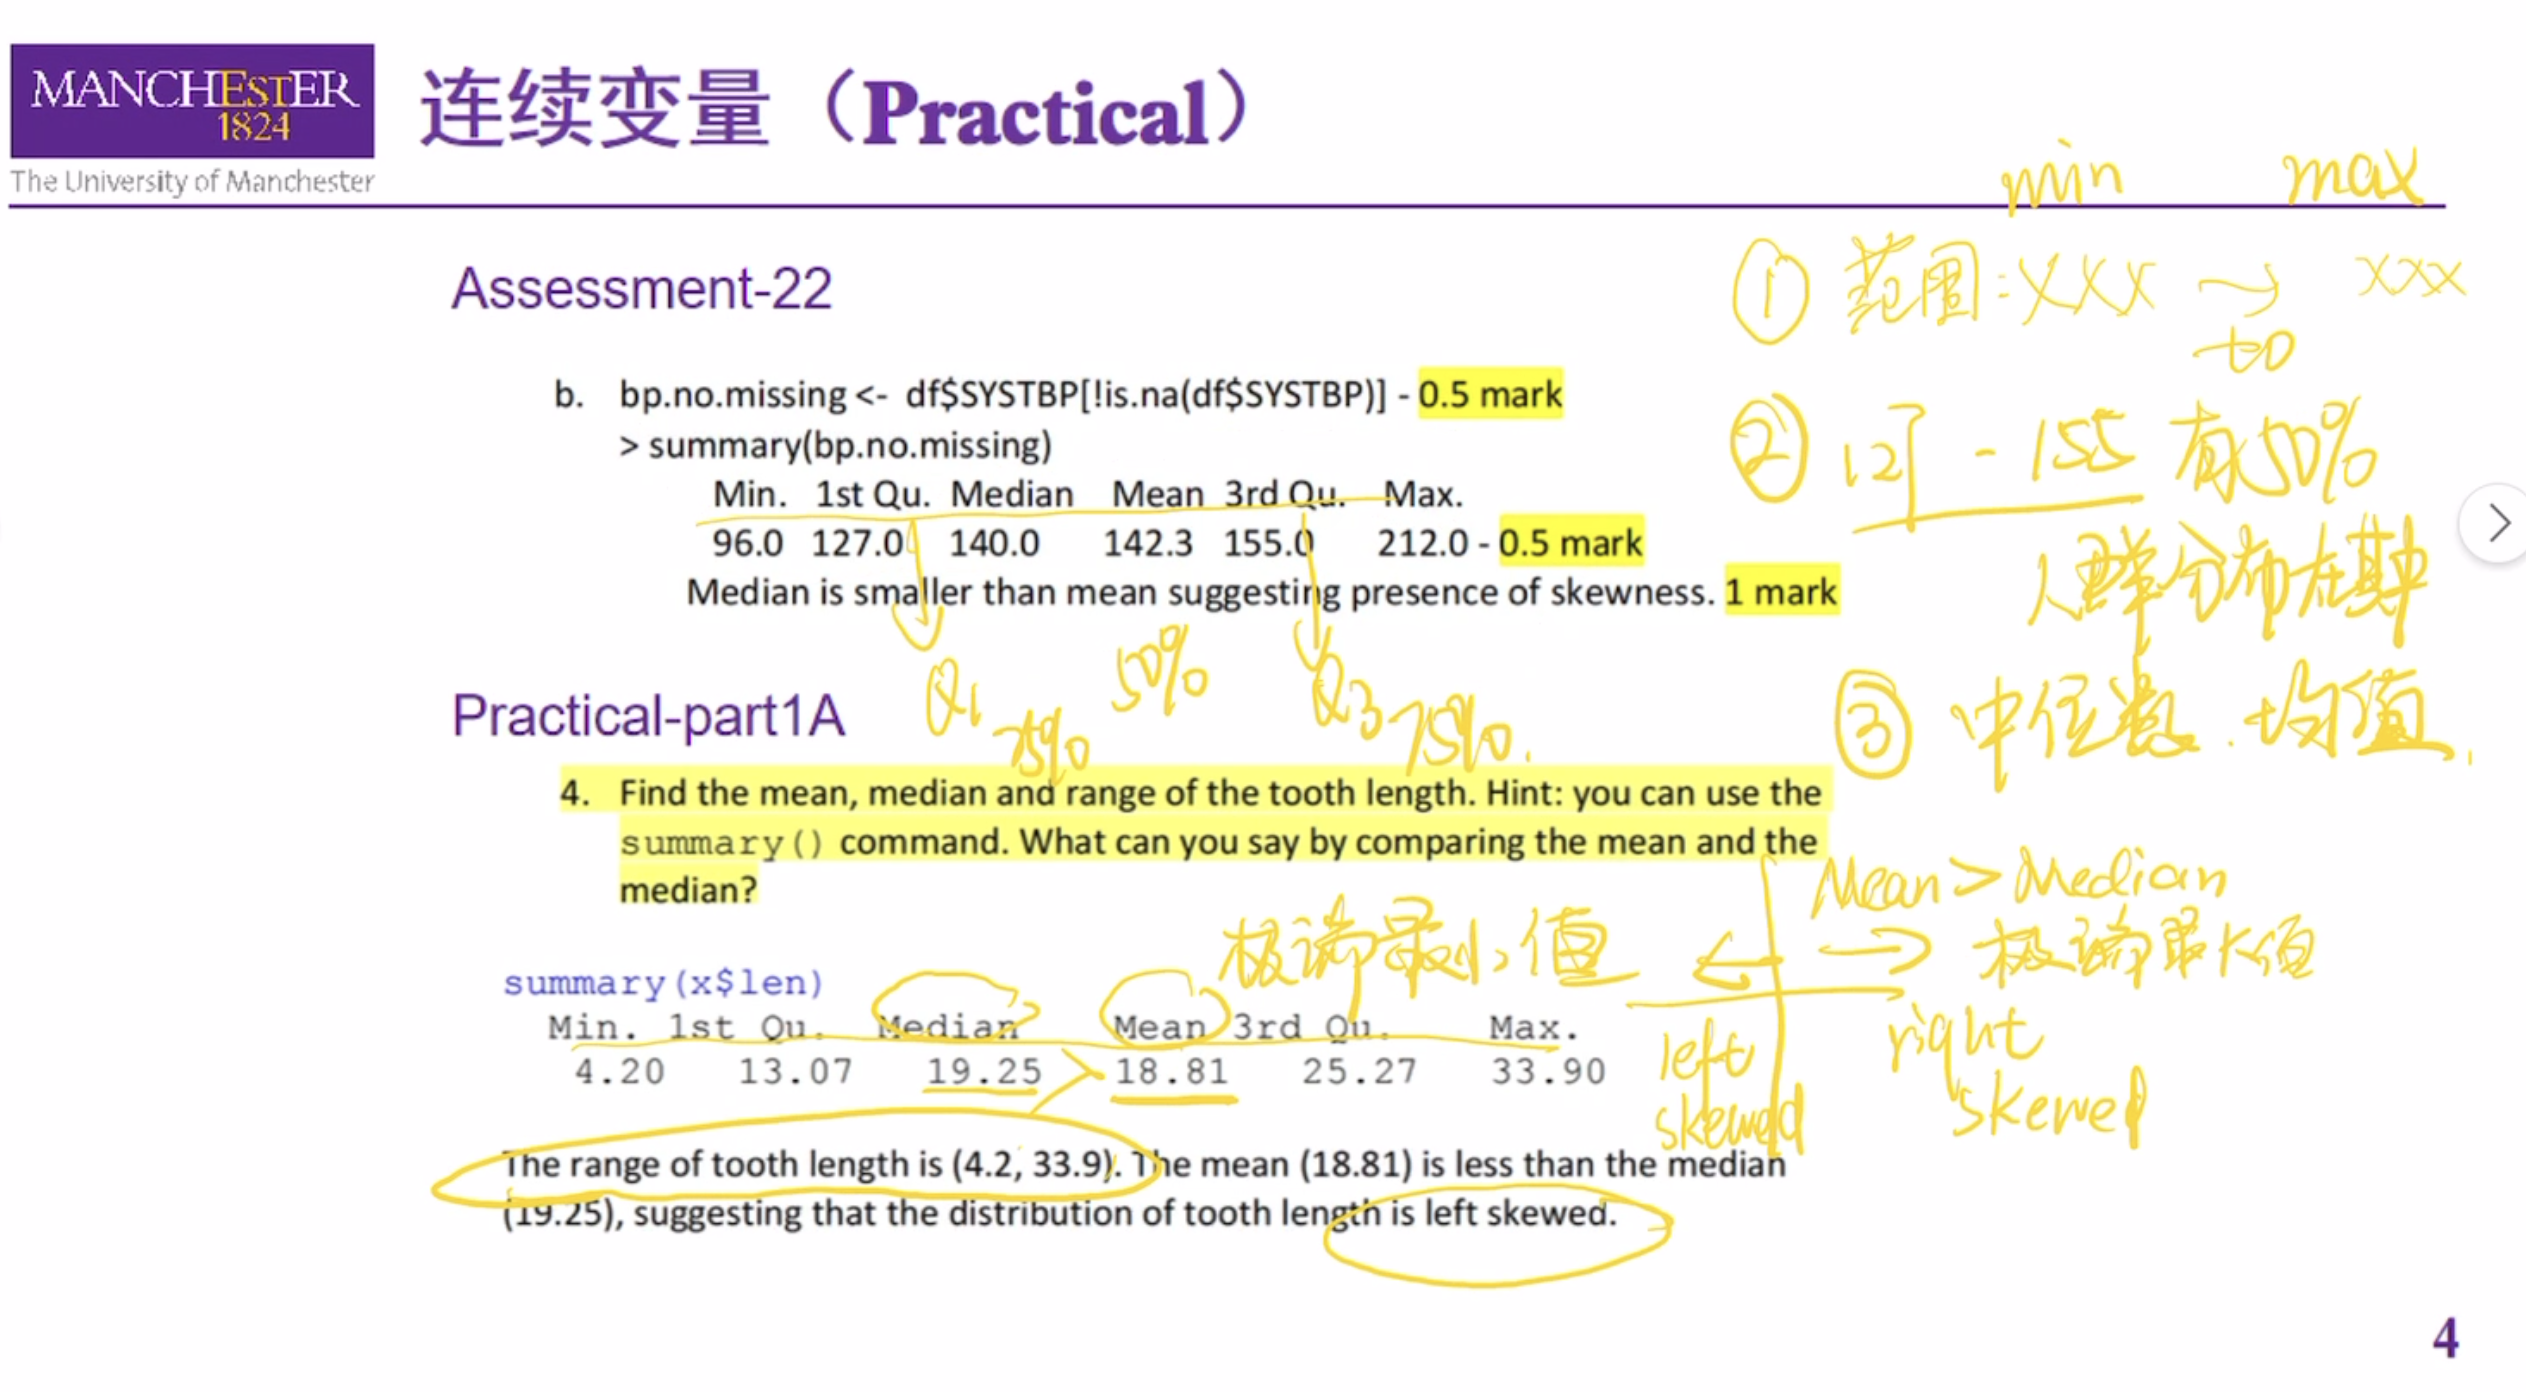 MANCHESTER
1824
The University of Manchester
连续变量（Practical）
min max
① 范围:XXX → XXX
to
Assessment-22
b. bp.no.missing <- df$SYSTBP[!is.na(df$SYSTBP)] - 0.5 mark
> summary(bp.no.missing)
Min. 1st Qu. Median Mean 3rd Qu. Max.
96.0 127.0 140.0 142.3 155.0 212.0 - 0.5 mark
Median is smaller than mean suggesting presence of skewness. 1 mark
② 127 - 155 有50%
人群分布在其中
Q1 25% 50% Q3 75%.
③ 中位数.均值.
Practical-part1A
4. Find the mean, median and range of the tooth length. Hint: you can use the
summary() command. What can you say by comparing the mean and the
median?
Mean > Median
极端最小值 ← → 极端最大值
left
skewed
right
skewed
summary(x$len)
Min. 1st Qu. Median Mean 3rd Qu. Max.
4.20 13.07 19.25 > 18.81 25.27 33.90
The range of tooth length is (4.2, 33.9). The mean (18.81) is less than the median
(19.25), suggesting that the distribution of tooth length is left skewed.
4